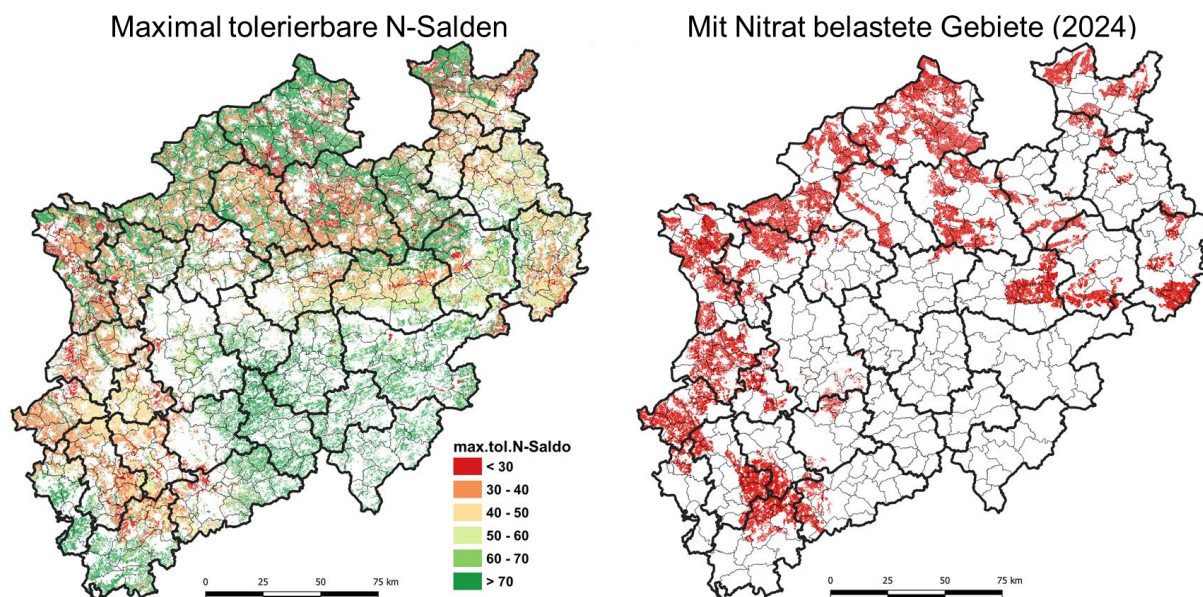 Maximal tolerierbare N-Salden
Mit Nitrat belastete Gebiete (2024)
max.tol.N-Saldo
< 30
30 - 40
40 - 50
50 - 60
60 - 70
> 70
0 25 50 75 km
0 25 50 75 km